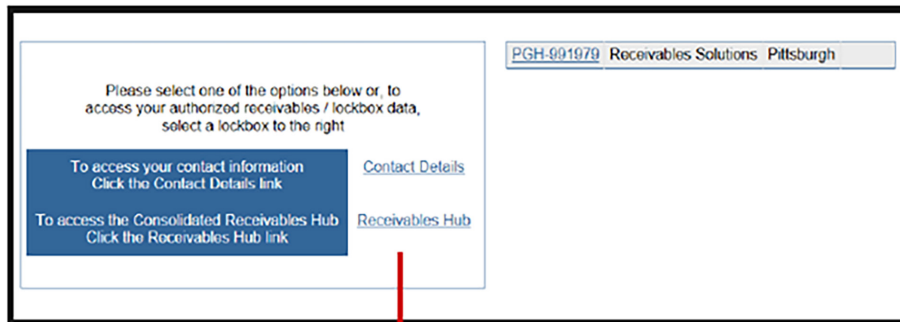 Please select one of the options below or, to
access your authorized receivables / lockbox data,
select a lockbox to the right
To access your contact information
Click the Contact Details link
Contact Details
To access the Consolidated Receivables Hub
Click the Receivables Hub link
Receivables Hub
PGH-991979 Receivables Solutions Pittsburgh